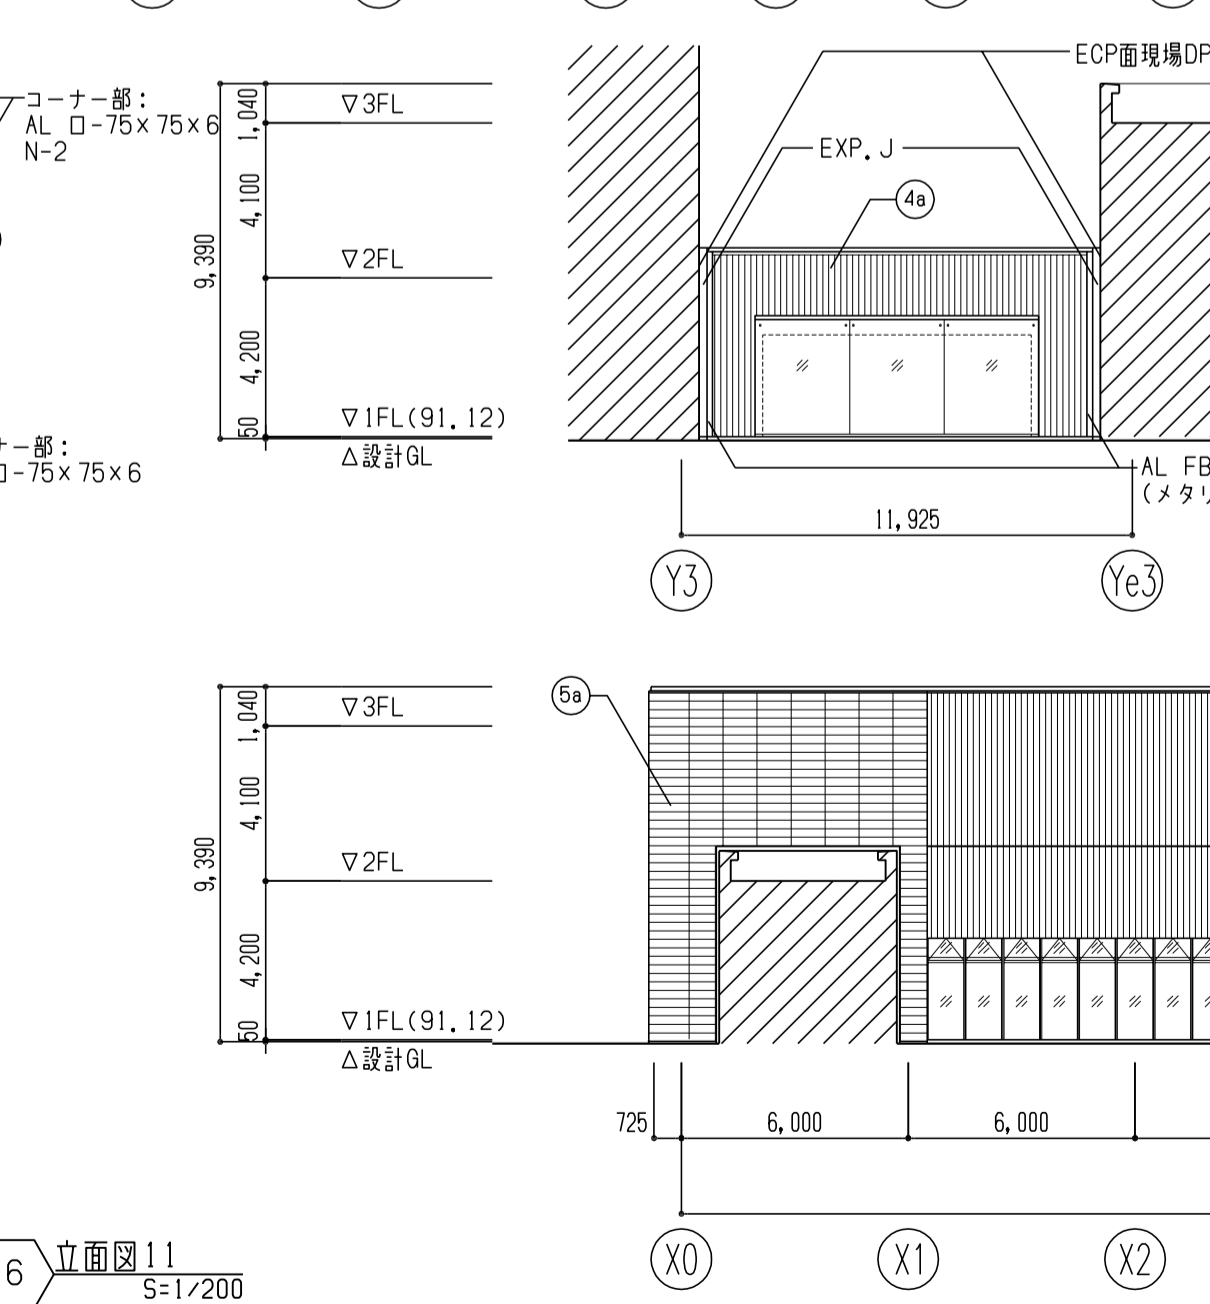 コーナー部:
AL ロ-75×75×6
N-2
ナー部:
ロ-75×75×6
9,390
1,040
4,100
4,200
50
▽3FL
▽2FL
▽1FL(91.12)
△設計GL
ECP面現場DP
EXP.J
4a
AL FB
(メタリ
11,925
Y3
Ye3
9,390
1,040
4,100
4,200
50
▽3FL
▽2FL
▽1FL(91.12)
△設計GL
5a
725
6,000
6,000
X0
X1
X2
6
立面図11
S=1/200